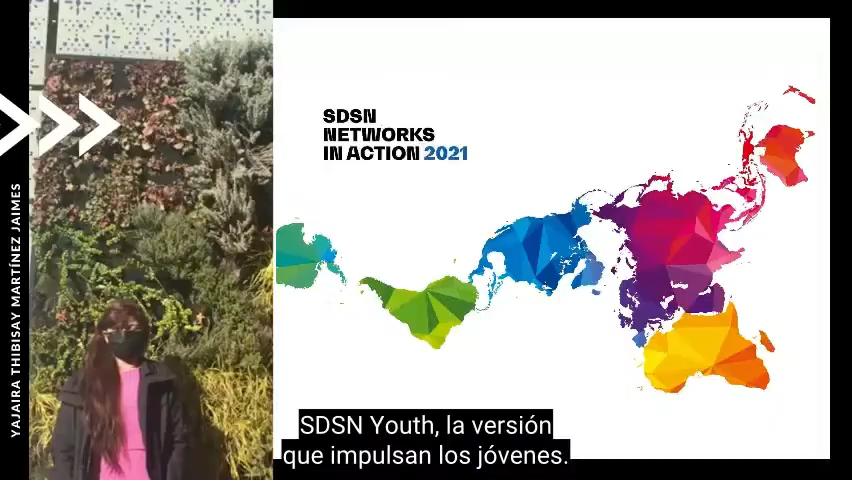 YAJAIRA THIBISAY MARTÍNEZ JAIMES
SDSN
NETWORKS
IN ACTION 2021
SDSN Youth, la versión
que impulsan los jóvenes.